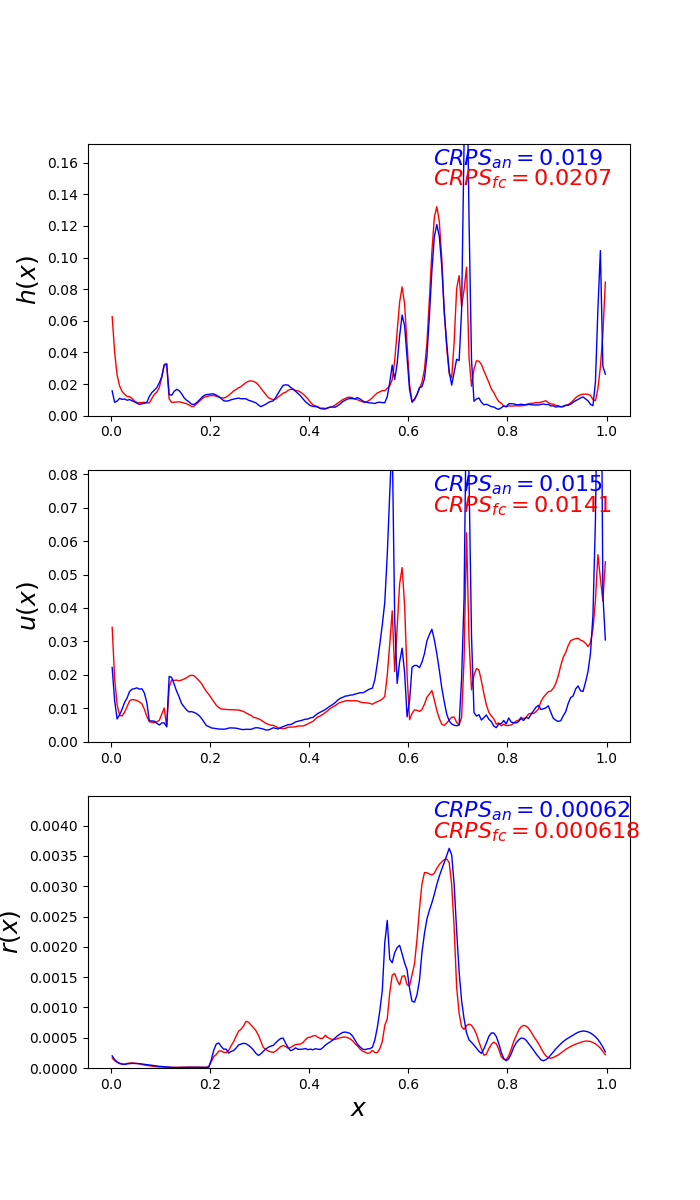 CRPS_an = 0.019
CRPS_fc = 0.0207
h(x)
0.16
0.14
0.12
0.10
0.08
0.06
0.04
0.02
0.00
0.0 0.2 0.4 0.6 0.8 1.0
CRPS_an = 0.015
CRPS_fc = 0.0141
u(x)
0.08
0.07
0.06
0.05
0.04
0.03
0.02
0.01
0.00
0.0 0.2 0.4 0.6 0.8 1.0
CRPS_an = 0.00062
CRPS_fc = 0.000618
r(x)
0.0040
0.0035
0.0030
0.0025
0.0020
0.0015
0.0010
0.0005
0.0000
0.0 0.2 0.4 0.6 0.8 1.0
x